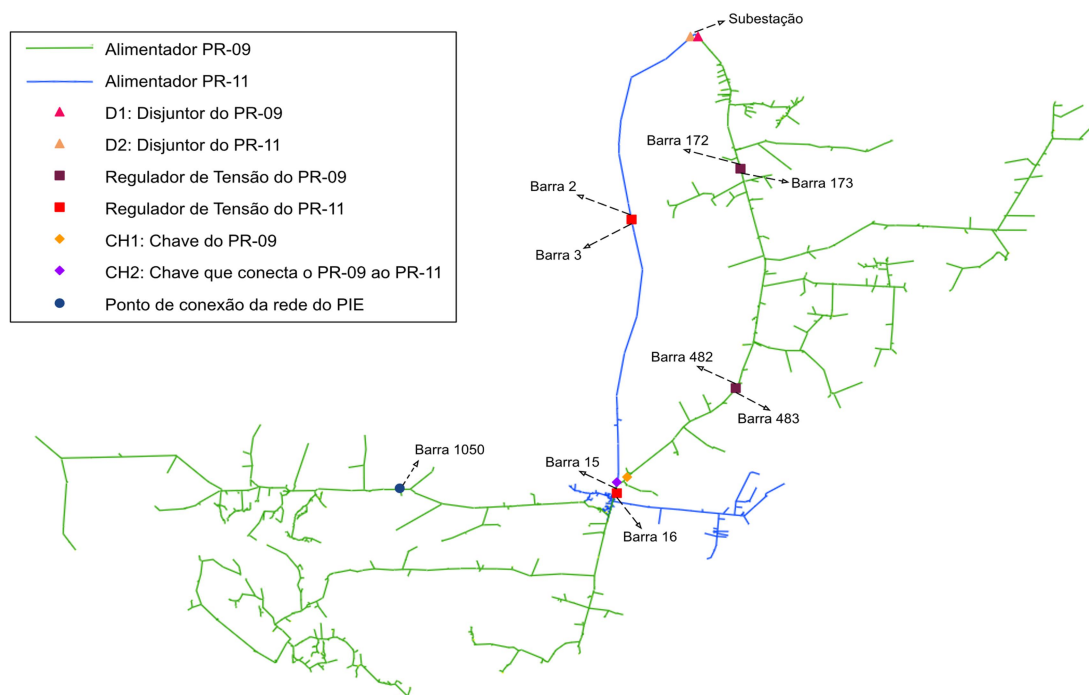 Subestação
Alimentador PR-09
Alimentador PR-11
D1: Disjuntor do PR-09
D2: Disjuntor do PR-11
Regulador de Tensão do PR-09
Regulador de Tensão do PR-11
CH1: Chave do PR-09
CH2: Chave que conecta o PR-09 ao PR-11
Ponto de conexão da rede do PIE
Barra 172
Barra 173
Barra 2
Barra 3
Barra 482
Barra 483
Barra 1050
Barra 15
Barra 16